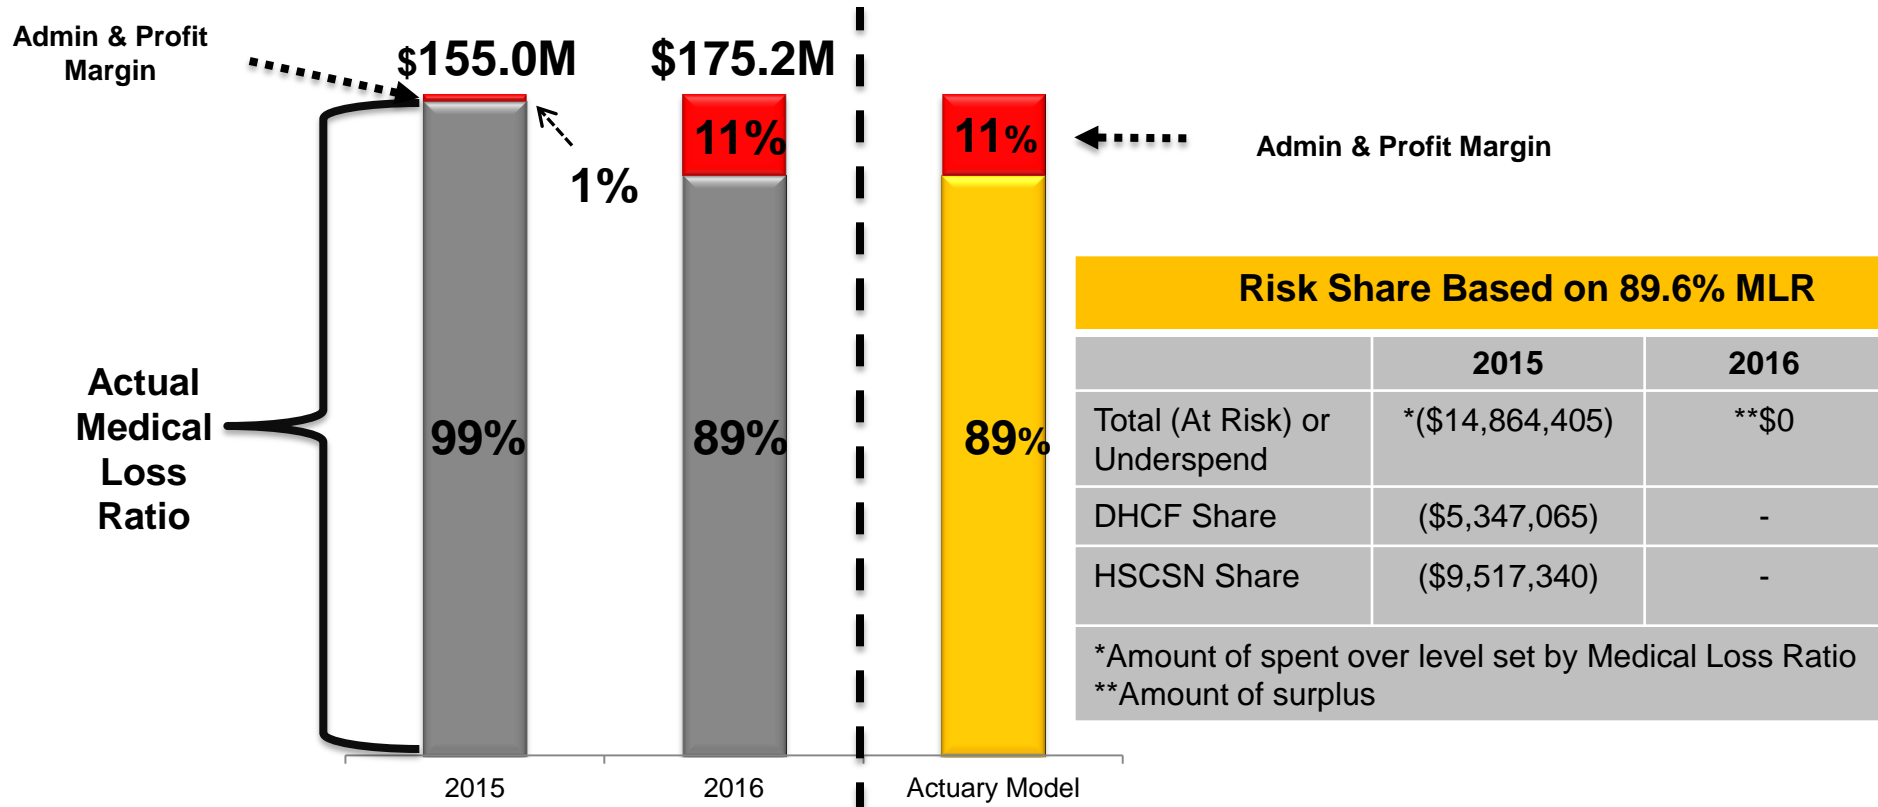 Admin & Profit
Margin
$155.0M
$175.2M
1%
11%
11%
Admin & Profit Margin
Actual
Medical
Loss
Ratio
99%
89%
89%
2015
2016
Actuary Model
Risk Share Based on 89.6% MLR
2015
2016
Total (At Risk) or
Underspend
*($14,864,405)
**$0
DHCF Share
($5,347,065)
-
HSCSN Share
($9,517,340)
-
*Amount of spent over level set by Medical Loss Ratio
**Amount of surplus